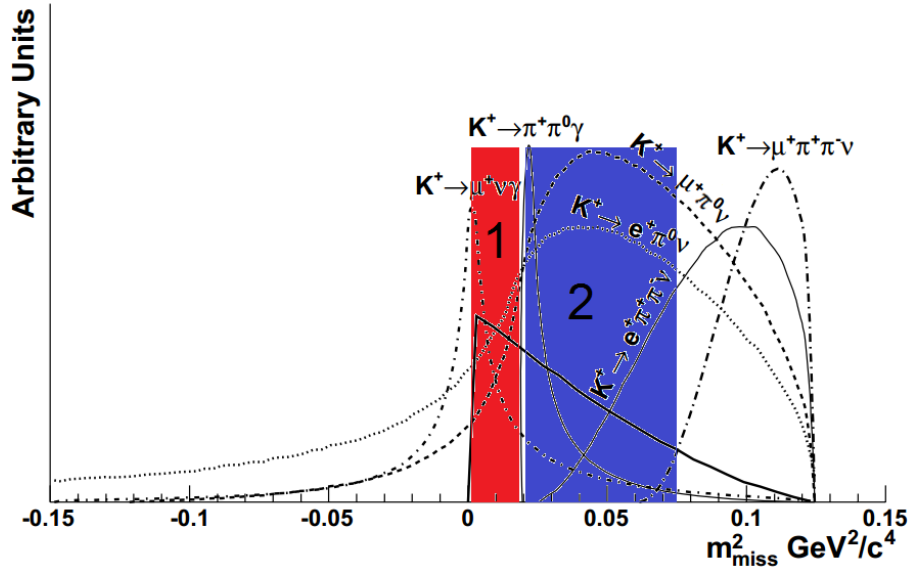 Arbitrary Units
K⁺→π⁺π⁰γ
K⁺→μ⁺νγ
K⁺→μ⁺π⁰ν
K⁺→μ⁺π⁺π⁻ν
K⁺→e⁺π⁰ν
K⁺→e⁺π⁺π⁻ν
1
2
-0.15 -0.1 -0.05 0 0.05 0.1 0.15
m²miss GeV²/c⁴